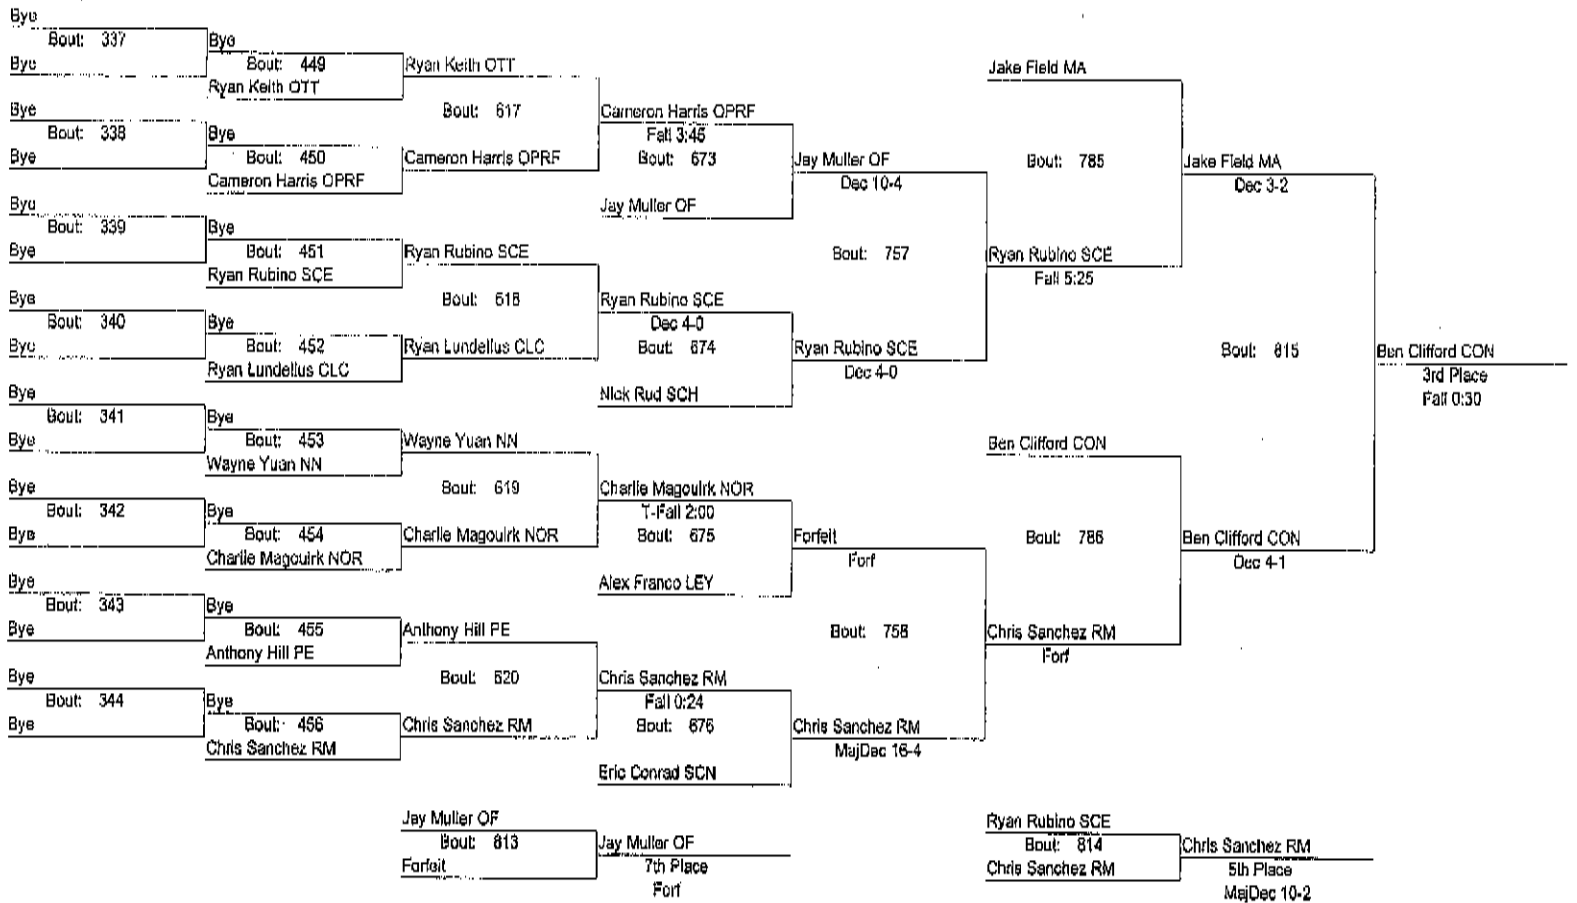 Bye
Bout: 337
Bye
Bye
Bout: 449
Ryan Keith OTT
Ryan Keith OTT
Bout: 617
Bye
Bout: 338
Bye
Bye
Bout: 450
Cameron Harris OPRF
Cameron Harris OPRF
Cameron Harris OPRF
Fall 3:45
Bout: 673
Jay Muller OF
Jay Muller OF
Dec 10-4
Bye
Bout: 339
Bye
Bye
Bout: 451
Ryan Rubino SCE
Ryan Rubino SCE
Bout: 618
Bye
Bout: 340
Bye
Bye
Bout: 452
Ryan Lundelius CLC
Ryan Lundelius CLC
Ryan Rubino SCE
Dec 4-0
Bout: 674
Nick Rud SCH
Ryan Rubino SCE
Dec 4-0
Bout: 757
Ryan Rubino SCE
Fall 5:25
Jake Field MA
Bout: 785
Jake Field MA
Dec 3-2
Bye
Bout: 341
Bye
Bye
Bout: 453
Wayne Yuan NN
Wayne Yuan NN
Bout: 619
Bye
Bout: 342
Bye
Bye
Bout: 454
Charlie Magouirk NOR
Charlie Magouirk NOR
Charlie Magouirk NOR
T-Fall 2:00
Bout: 675
Alex Franco LEY
Forfeit
Forf
Bye
Bout: 343
Bye
Bye
Bout: 455
Anthony Hill PE
Anthony Hill PE
Bout: 620
Bye
Bout: 344
Bye
Bye
Bout: 456
Chris Sanchez RM
Chris Sanchez RM
Chris Sanchez RM
Fall 0:24
Bout: 676
Eric Conrad SCN
Chris Sanchez RM
MajDec 16-4
Bout: 758
Chris Sanchez RM
Forf
Ben Clifford CON
Bout: 786
Ben Clifford CON
Dec 4-1
Bout: 815
Ben Clifford CON
3rd Place
Fall 0:30
Jay Muller OF
Bout: 813
Forfeit
Jay Muller OF
7th Place
Forf
Ryan Rubino SCE
Bout: 814
Chris Sanchez RM
Chris Sanchez RM
5th Place
MajDec 10-2